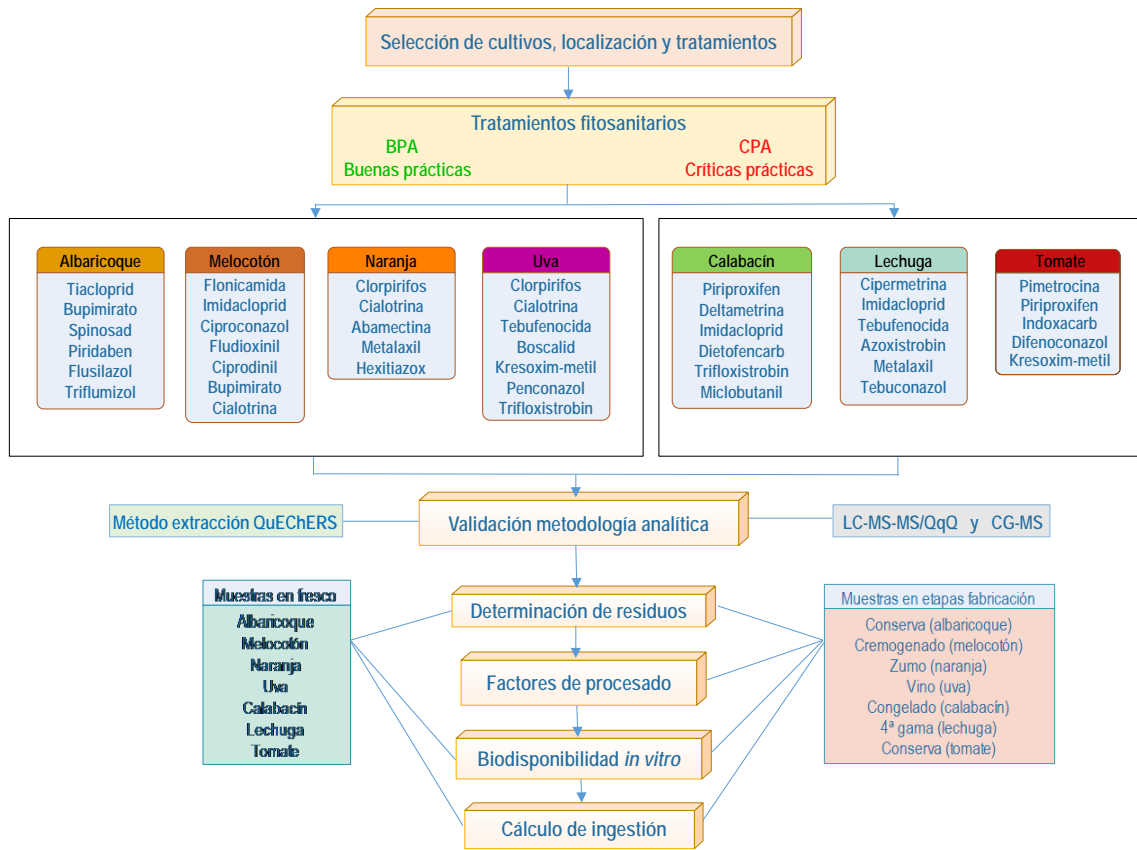 Selección de cultivos, localización y tratamientos
Tratamientos fitosanitarios
BPA
Buenas prácticas
CPA
Críticas prácticas
Albaricoque
Tiacloprid
Bupimirato
Spinosad
Piridaben
Flusilazol
Triflumizol
Melocotón
Flonicamida
Imidacloprid
Ciproconazol
Fludioxinil
Ciprodinil
Bupimirato
Cialotrina
Naranja
Clorpirifos
Cialotrina
Abamectina
Metalaxil
Hexitiazox
Uva
Clorpirifos
Cialotrina
Tebufenocida
Boscalid
Kresoxim-metil
Penconazol
Trifloxistrobin
Calabacín
Piriproxifen
Deltametrina
Imidacloprid
Dietofencarb
Trifloxistrobin
Miclobutanil
Lechuga
Cipermetrina
Imidacloprid
Tebufenocida
Azoxistrobin
Metalaxil
Tebuconazol
Tomate
Pimetrocina
Piriproxifen
Indoxacarb
Difenoconazol
Kresoxim-metil
Método extracción QuEChERS
Validación metodología analítica
LC-MS-MS/QqQ y CG-MS
Muestras en fresco
Albaricoque
Melocotón
Naranja
Uva
Calabacín
Lechuga
Tomate
Determinación de residuos
Factores de procesado
Biodisponibilidad in vitro
Cálculo de ingestión
Muestras en etapas fabricación
Conserva (albaricoque)
Cremogenado (melocotón)
Zumo (naranja)
Vino (uva)
Congelado (calabacín)
4ª gama (lechuga)
Conserva (tomate)